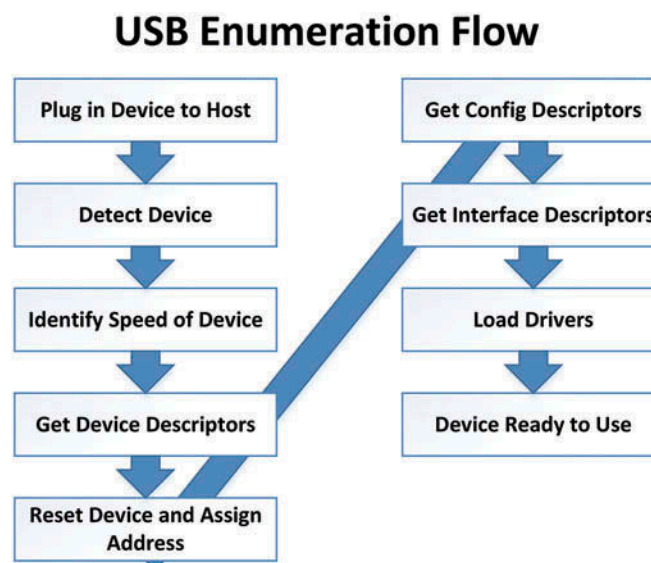 USB Enumeration Flow
Plug in Device to Host
Detect Device
Identify Speed of Device
Get Device Descriptors
Reset Device and Assign
Address
Get Config Descriptors
Get Interface Descriptors
Load Drivers
Device Ready to Use